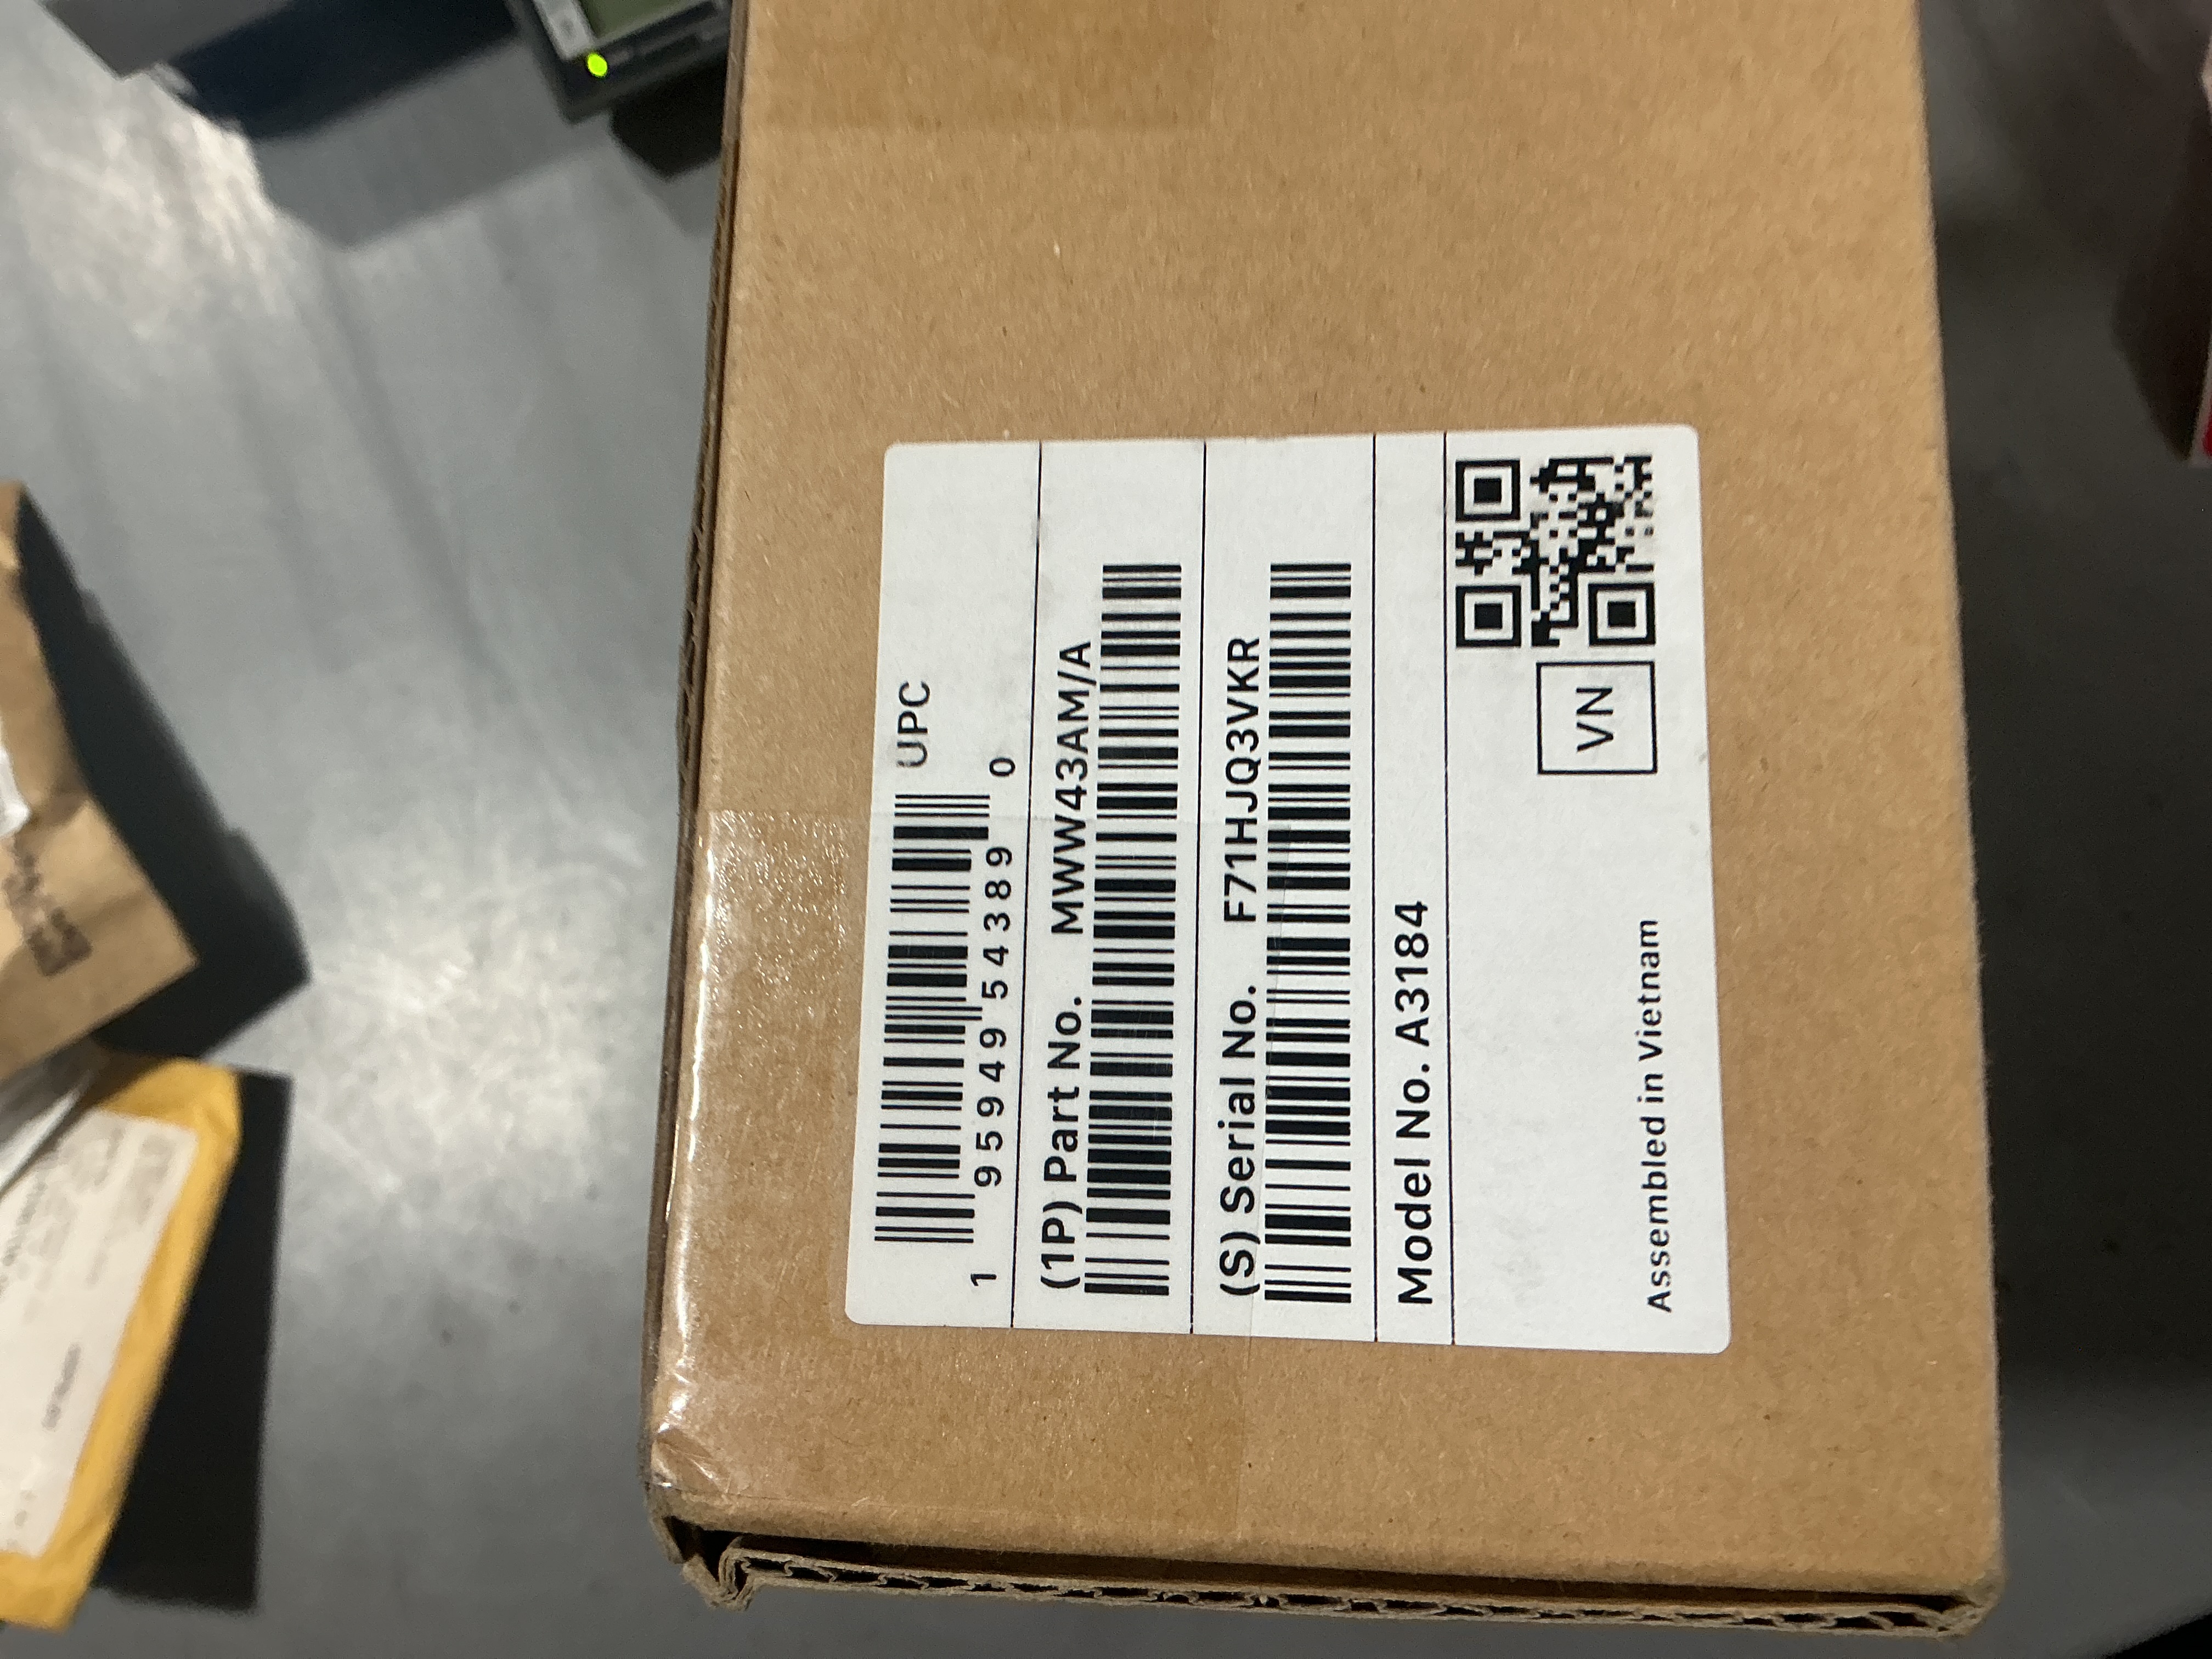 UPC
1 95949 54389 0
(1P) Part No. MWW43AM/A
(S) Serial No. F71HJQ3VKR
Model No. A3184
VN
Assembled in Vietnam